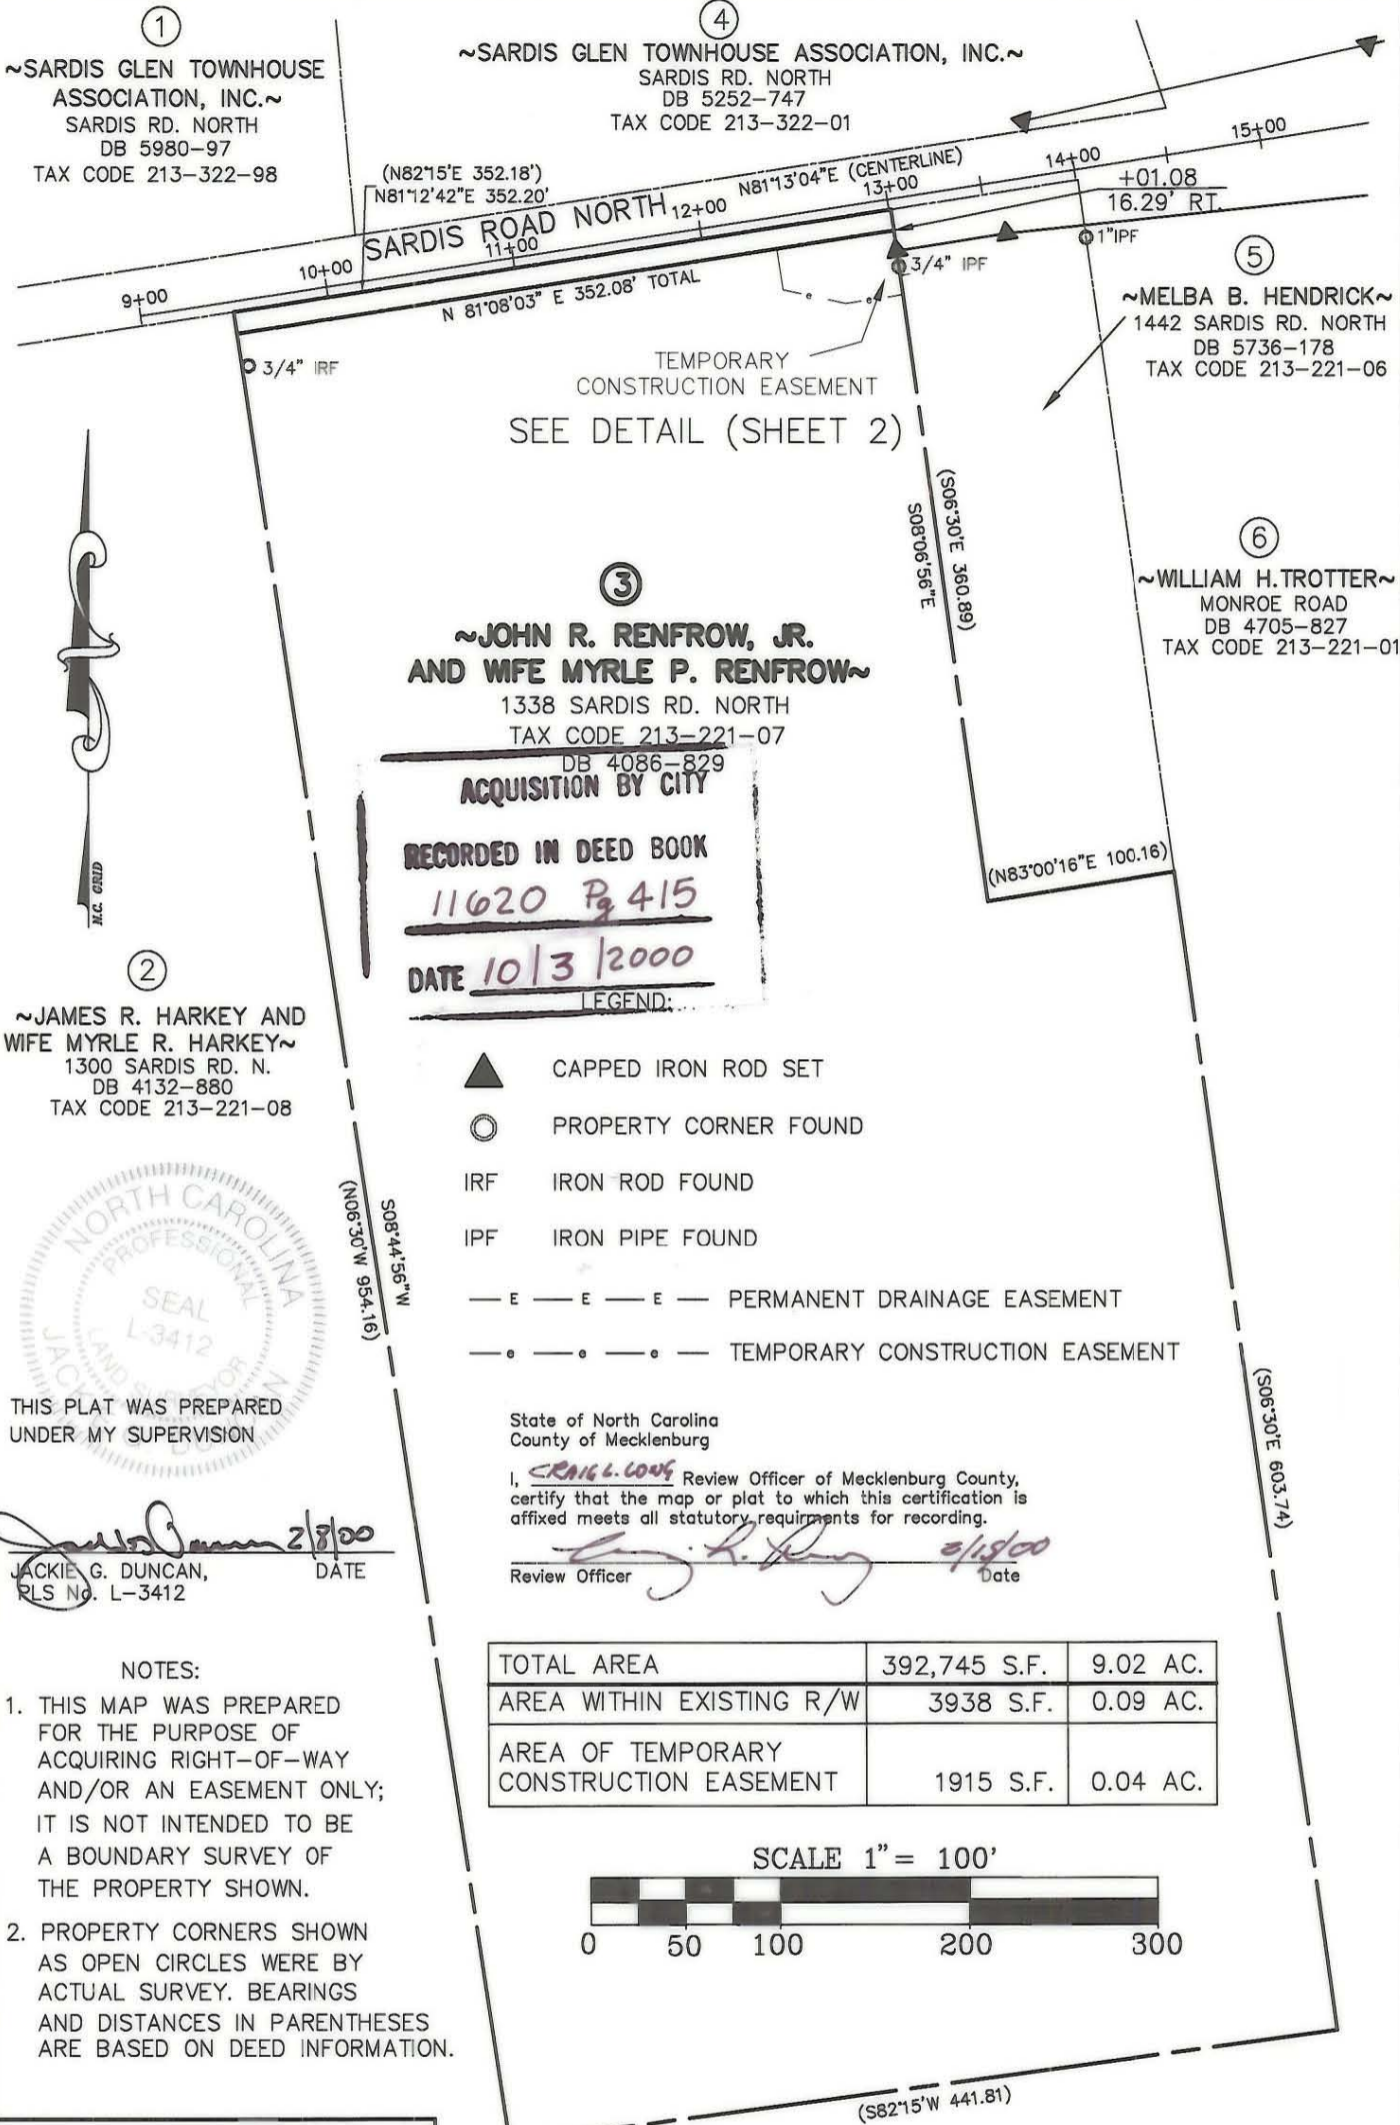 ①
~SARDIS GLEN TOWNHOUSE
ASSOCIATION, INC.~
SARDIS RD. NORTH
DB 5980-97
TAX CODE 213-322-98
④
~SARDIS GLEN TOWNHOUSE ASSOCIATION, INC.~
SARDIS RD. NORTH
DB 5252-747
TAX CODE 213-322-01
(N82°15'E 352.18')
N81°12'42"E 352.20'
SARDIS ROAD NORTH
N81°13'04"E (CENTERLINE)
9+00
10+00
11+00
12+00
13+00
14+00
15+00
+01.08
16.29' RT.
1"IPF
3/4" IPF
N 81°08'03" E 352.08' TOTAL
3/4" IRF
TEMPORARY
CONSTRUCTION EASEMENT
SEE DETAIL (SHEET 2)
⑤
~MELBA B. HENDRICK~
1442 SARDIS RD. NORTH
DB 5736-178
TAX CODE 213-221-06
(S06°30'E 360.89)
S08°06'56"E
⑥
~WILLIAM H.TROTTER~
MONROE ROAD
DB 4705-827
TAX CODE 213-221-01
③
~JOHN R. RENFROW, JR.
AND WIFE MYRLE P. RENFROW~
1338 SARDIS RD. NORTH
TAX CODE 213-221-07
DB 4086-829
ACQUISITION BY CITY
RECORDED IN DEED BOOK
11620 Pg 415
DATE 10/3/2000
N.C. GRID
(N83°00'16"E 100.16)
②
~JAMES R. HARKEY AND
WIFE MYRLE R. HARKEY~
1300 SARDIS RD. N.
DB 4132-880
TAX CODE 213-221-08
LEGEND:
CAPPED IRON ROD SET
PROPERTY CORNER FOUND
IRF IRON ROD FOUND
IPF IRON PIPE FOUND
— E — E — E — PERMANENT DRAINAGE EASEMENT
— e — e — e — TEMPORARY CONSTRUCTION EASEMENT
S08°44'56"W
(N06°30'W 954.16)
NORTH CAROLINA
PROFESSIONAL
SEAL
L-3412
LAND SURVEYOR
JACKIE G. DUNCAN
THIS PLAT WAS PREPARED
UNDER MY SUPERVISION
2/8/00
JACKIE G. DUNCAN, DATE
PLS No. L-3412
State of North Carolina
County of Mecklenburg
I, CRAIG L. LONG Review Officer of Mecklenburg County,
certify that the map or plat to which this certification is
affixed meets all statutory requirments for recording.
Review Officer Date
(S06°30'E 603.74)
TOTAL AREA 392,745 S.F. 9.02 AC.
AREA WITHIN EXISTING R/W 3938 S.F. 0.09 AC.
AREA OF TEMPORARY
CONSTRUCTION EASEMENT 1915 S.F. 0.04 AC.
NOTES:
1. THIS MAP WAS PREPARED
FOR THE PURPOSE OF
ACQUIRING RIGHT-OF-WAY
AND/OR AN EASEMENT ONLY;
IT IS NOT INTENDED TO BE
A BOUNDARY SURVEY OF
THE PROPERTY SHOWN.
2. PROPERTY CORNERS SHOWN
AS OPEN CIRCLES WERE BY
ACTUAL SURVEY. BEARINGS
AND DISTANCES IN PARENTHESES
ARE BASED ON DEED INFORMATION.
SCALE 1"= 100'
0 50 100 200 300
(S82°15'W 441.81)